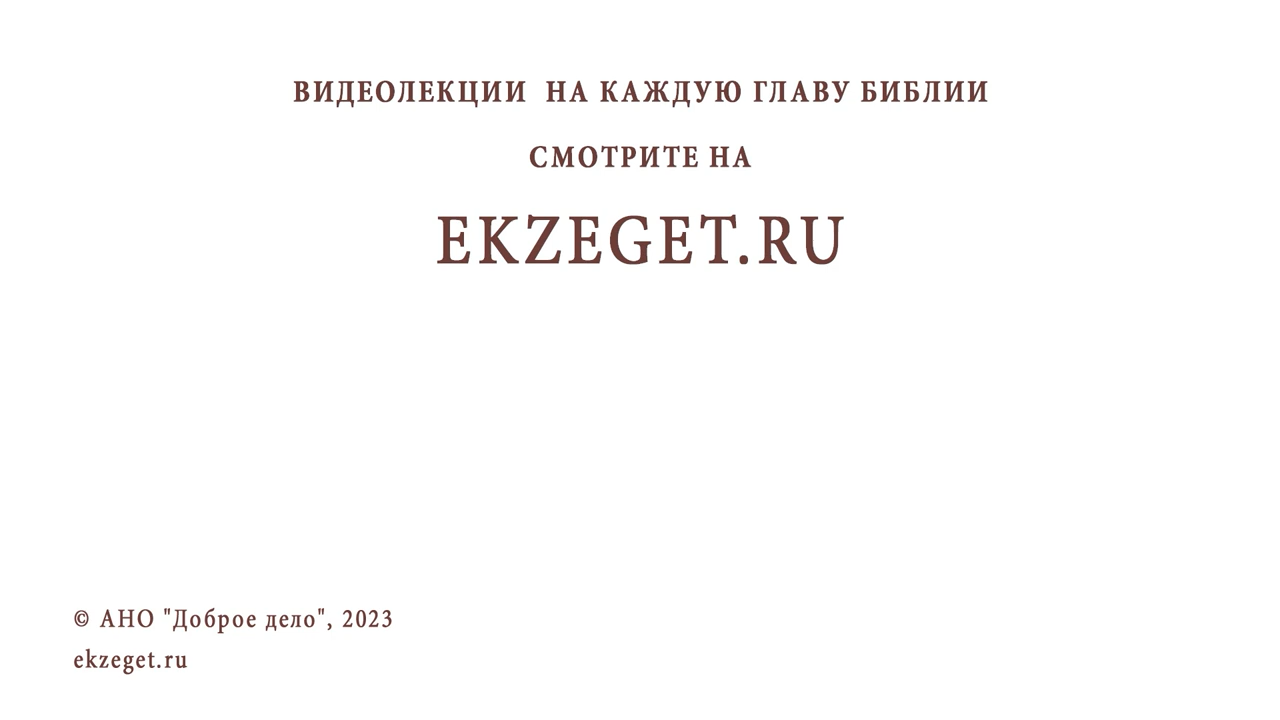 ВИДЕОЛЕКЦИИ НА КАЖДУЮ ГЛАВУ БИБЛИИ
СМОТРИТЕ НА
EKZEGET.RU
© АНО "Доброе дело", 2023
ekzeget.ru